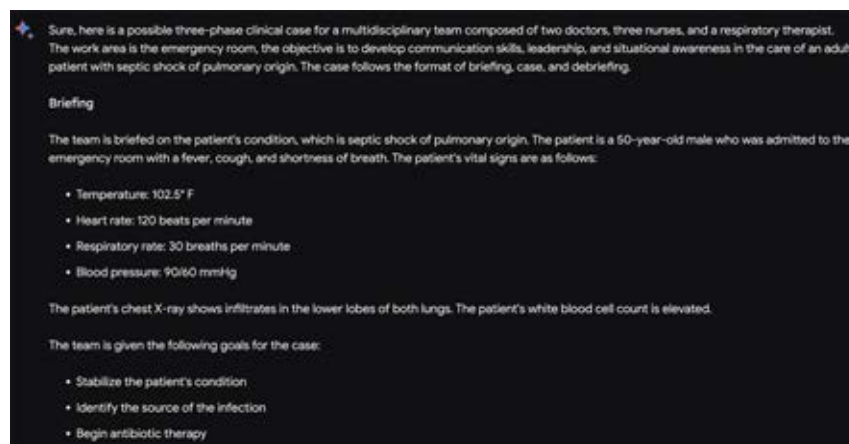 Sure, here is a possible three-phase clinical case for a multidisciplinary team composed of two doctors, three nurses, and a respiratory therapist.
The work area is the emergency room, the objective is to develop communication skills, leadership, and situational awareness in the care of an adul
patient with septic shock of pulmonary origin. The case follows the format of briefing, case, and debriefing.
Briefing
The team is briefed on the patient's condition, which is septic shock of pulmonary origin. The patient is a 50-year-old male who was admitted to the
emergency room with a fever, cough, and shortness of breath. The patient's vital signs are as follows:
• Temperature: 102.5° F
• Heart rate: 120 beats per minute
• Respiratory rate: 30 breaths per minute
• Blood pressure: 90/60 mmHg
The patient's chest X-ray shows infiltrates in the lower lobes of both lungs. The patient's white blood cell count is elevated.
The team is given the following goals for the case:
• Stabilize the patient's condition
• Identify the source of the infection
• Begin antibiotic therapy